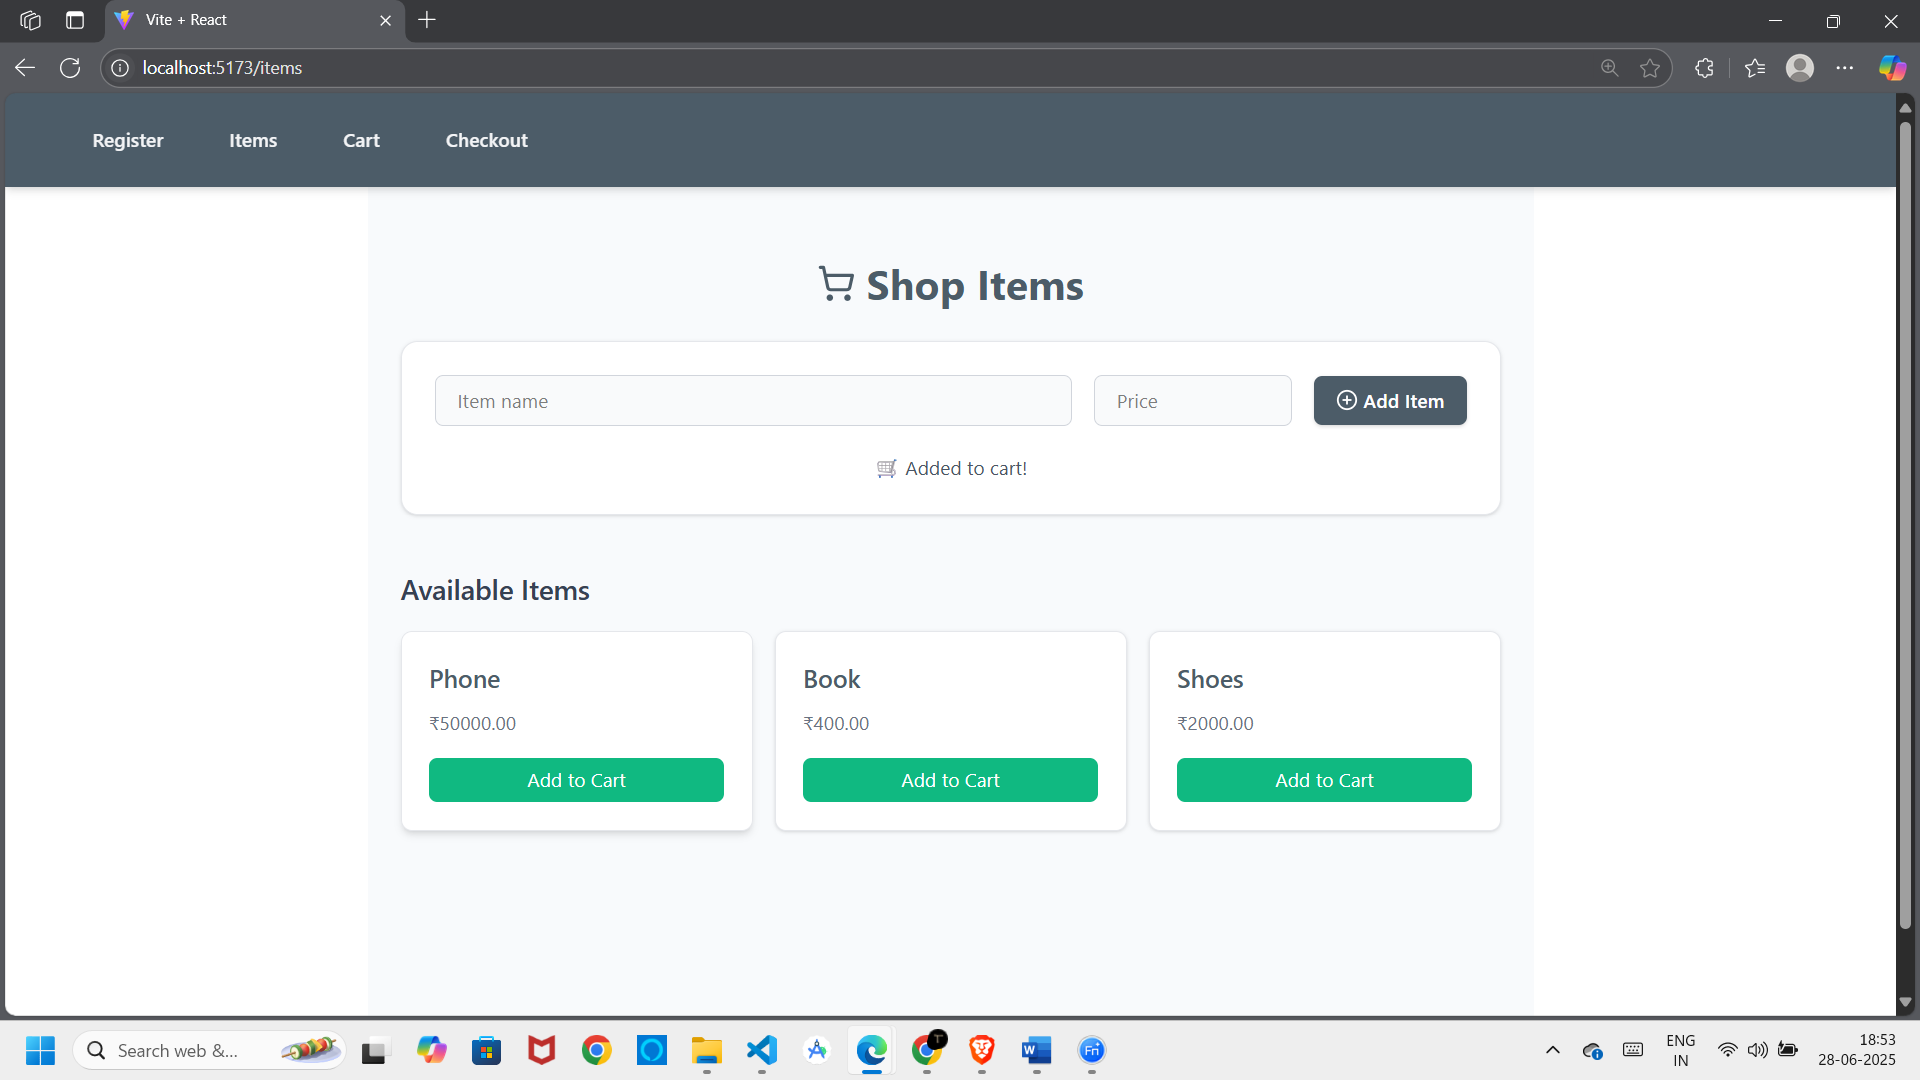 Vite + React
localhost:5173/items
Register Items Cart Checkout
Shop Items
Item name Price Add Item
Added to cart!
Available Items
Phone Book Shoes
₹50000.00 ₹400.00 ₹2000.00
Add to Cart Add to Cart Add to Cart
Search web &... ENG 18:53
IN 28-06-2025
T
Fn
W